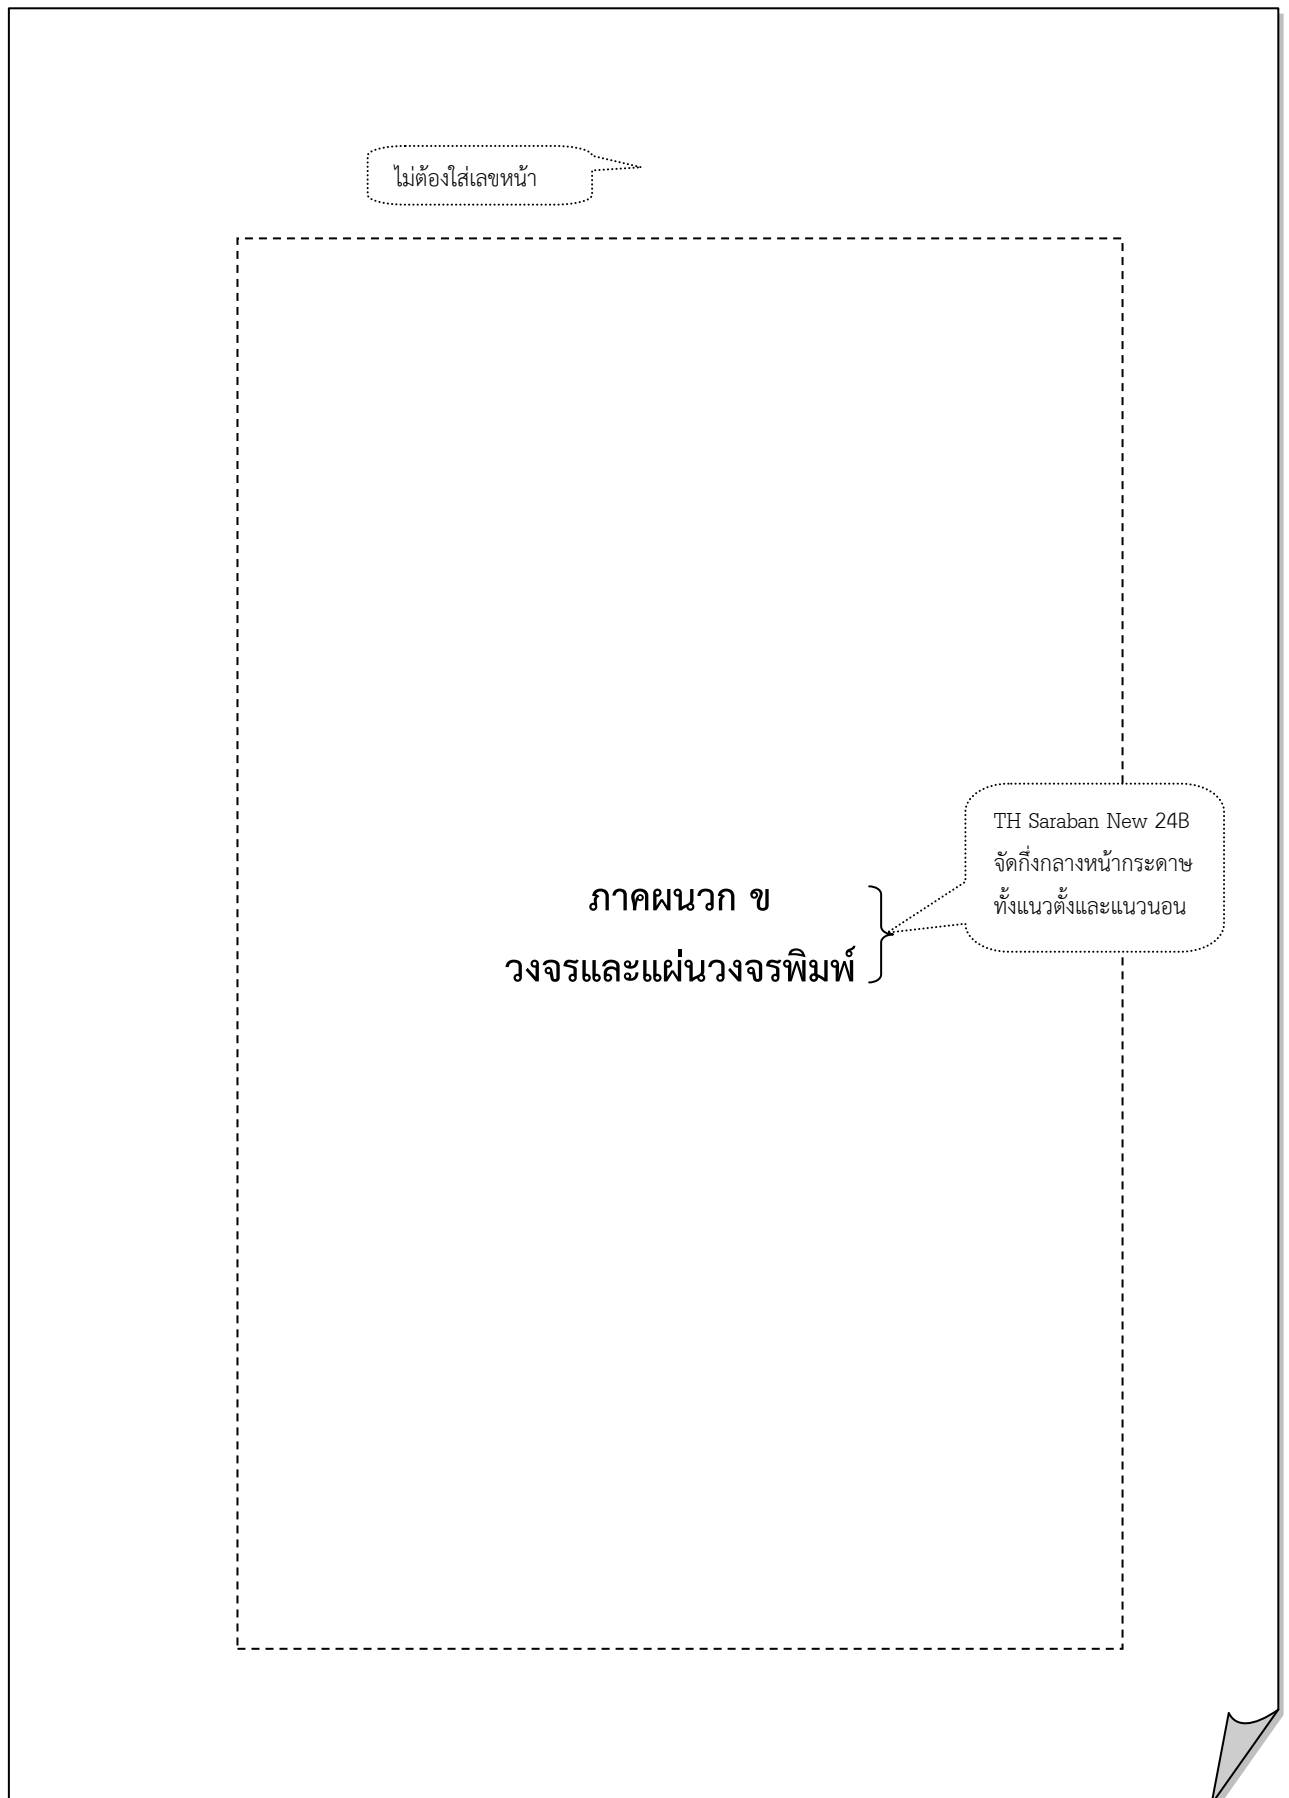 ไม่ต้องใส่เลขหน้า
TH Saraban New 24B
จัดกึ่งกลางหน้ากระดาษ
ทั้งแนวตั้งและแนวนอน
ภาคผนวก ข
วงจรและแผ่นวงจรพิมพ์